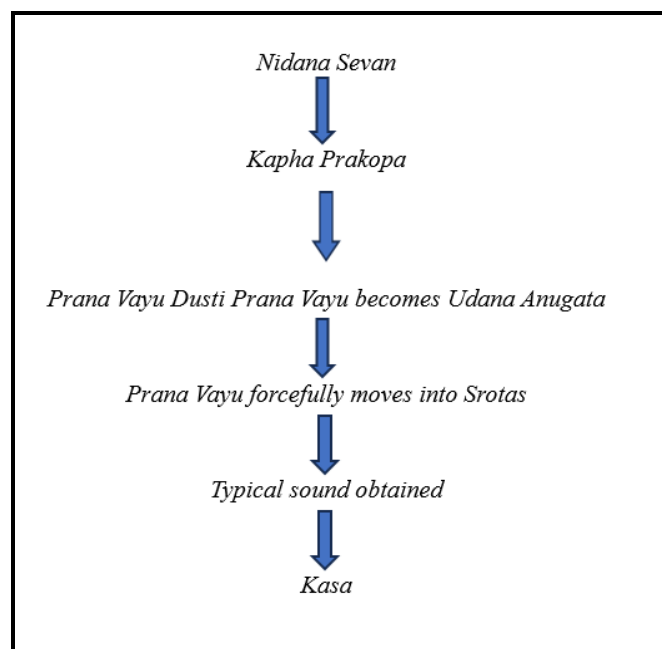 Nidana Sevan
Kapha Prakopa
Prana Vayu Dusti Prana Vayu becomes Udana Anugata
Prana Vayu forcefully moves into Srotas
Typical sound obtained
Kasa